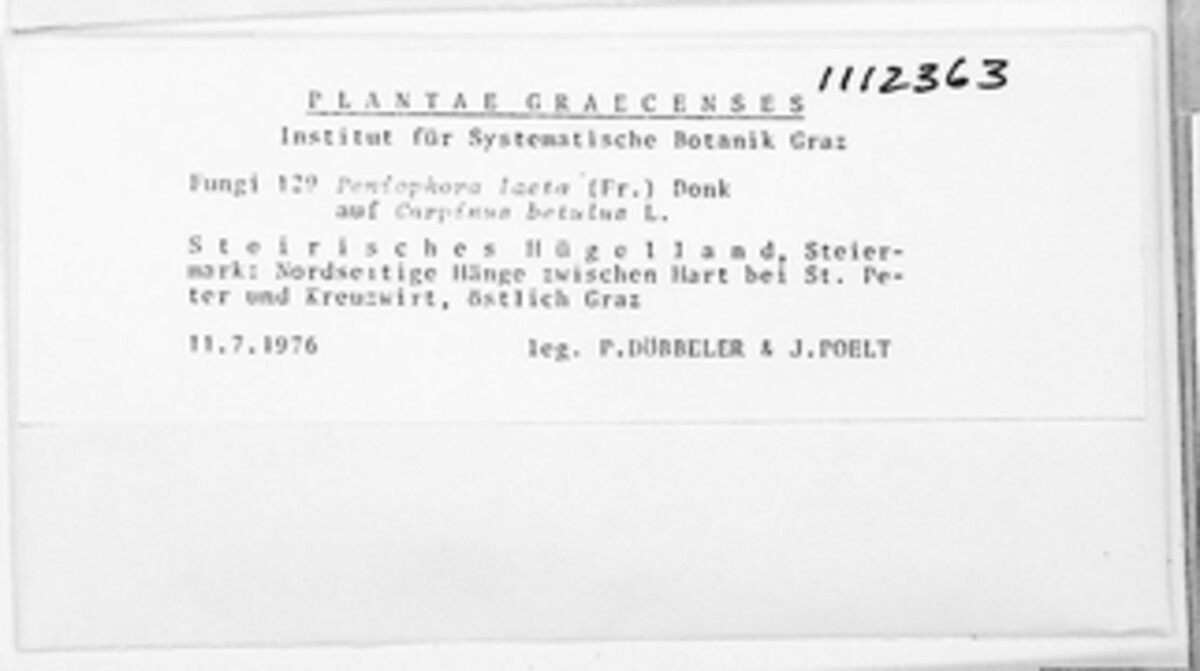 1112363
PLANTAE GRAECENSES
Institut für Systematische Botanik Graz
Fungi 129 Peniophora laeta (Fr.) Donk
auf Carpinus betulus L.
Steirisches Hügelland, Steier-
mark: Nordseitige Hänge zwischen Hart bei St. Pe-
ter und Kreuzwirt, östlich Graz
11.7.1976 leg. P.DÖBBELER & J.POELT